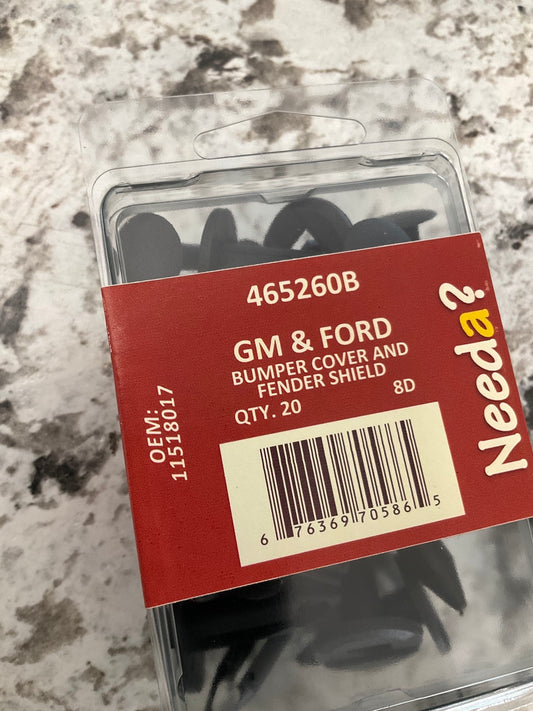 465260B
GM & FORD
BUMPER COVER AND
FENDER SHIELD
QTY. 20 8D
OEM:
11518017
Needa?
6 76369 70586 5